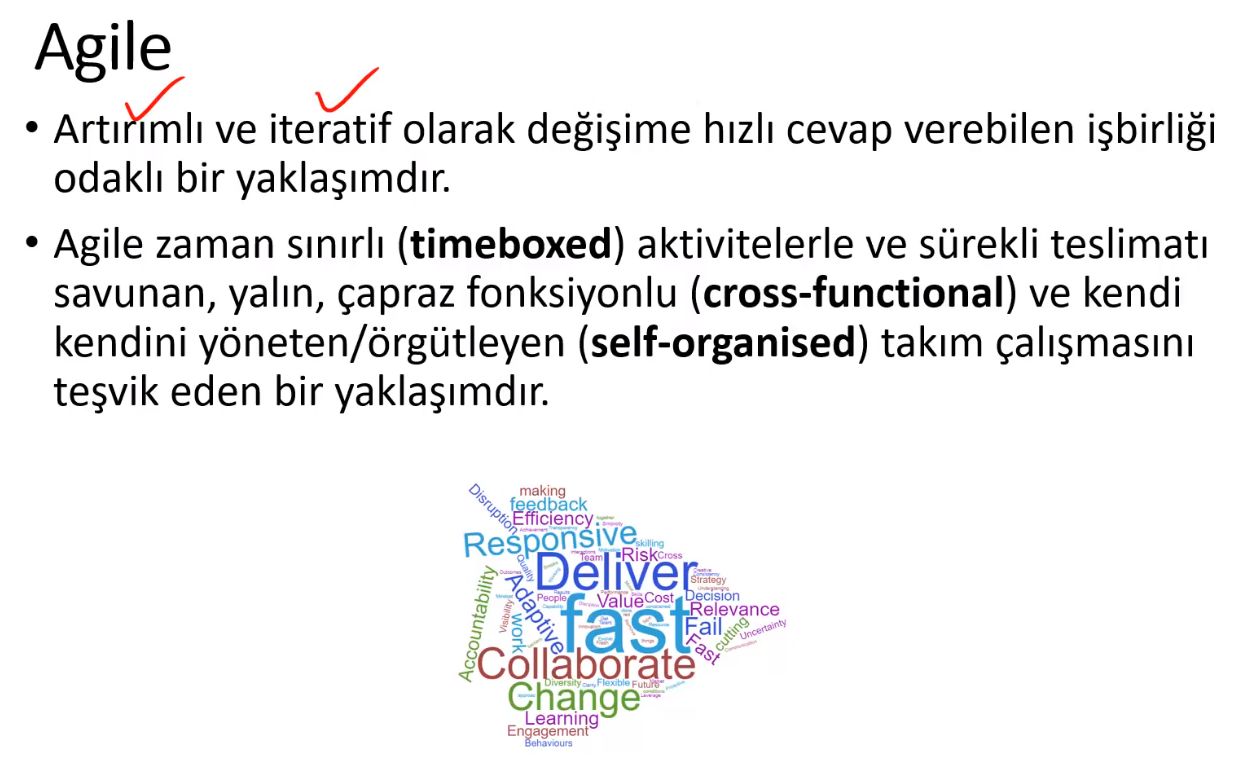 Agile
• Artırımlı ve iteratif olarak değişime hızlı cevap verebilen işbirliği
odaklı bir yaklaşımdır.
• Agile zaman sınırlı (timeboxed) aktivitelerle ve sürekli teslimatı
savunan, yalın, çapraz fonksiyonlu (cross-functional) ve kendi
kendini yöneten/örgütleyen (self-organised) takım çalışmasını
teşvik eden bir yaklaşımdır.
making
Disruption
feedback
Efficiency
Responsive
skilling
Team
Risk
Cross
Quality
Deliver
Strategy
Accountability
Adaptive
People
Value
Cost
Decision
Visibility
work
fast
Relevance
Fail
cutting
Uncertainty
Fast
Collaborate
Diversity
Flexible
Future
Change
Learning
Engagement
Behaviours